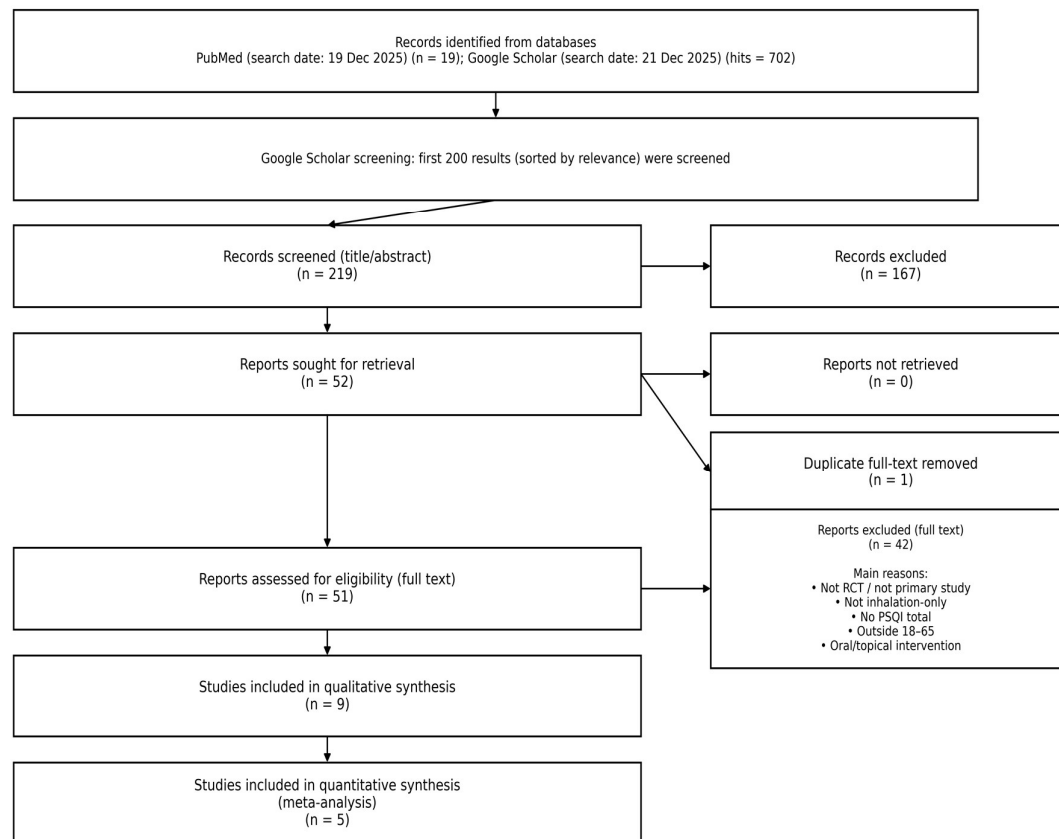 Records identified from databases
PubMed (search date: 19 Dec 2025) (n = 19); Google Scholar (search date: 21 Dec 2025) (hits = 702)
Google Scholar screening: first 200 results (sorted by relevance) were screened
Records screened (title/abstract)
(n = 219)
Records excluded
(n = 167)
Reports sought for retrieval
(n = 52)
Reports not retrieved
(n = 0)
Duplicate full-text removed
(n = 1)
Reports assessed for eligibility (full text)
(n = 51)
Reports excluded (full text)
(n = 42)
Main reasons:
• Not RCT / not primary study
• Not inhalation-only
• No PSQI total
• Outside 18–65
• Oral/topical intervention
Studies included in qualitative synthesis
(n = 9)
Studies included in quantitative synthesis
(meta-analysis)
(n = 5)